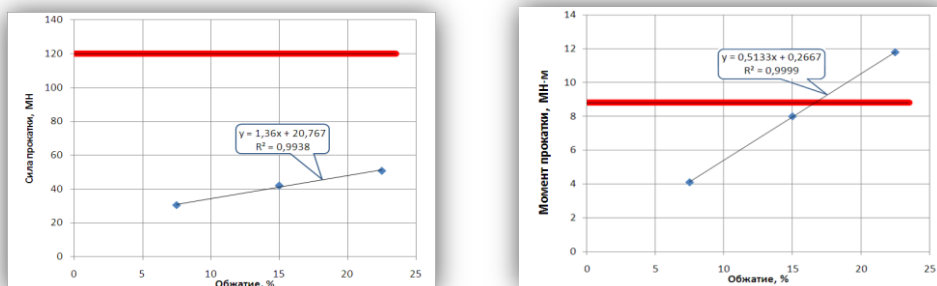 Сила прокатки, МН
140
120
100
80
60
40
20
0
y = 1,36x + 20,767
R² = 0,9938
0 5 10 15 20 25
Обжатие, %
Момент прокатки, МН·м
14
12
10
8
6
4
2
0
y = 0,5133x + 0,2667
R² = 0,9999
0 5 10 15 20 25
Обжатие, %